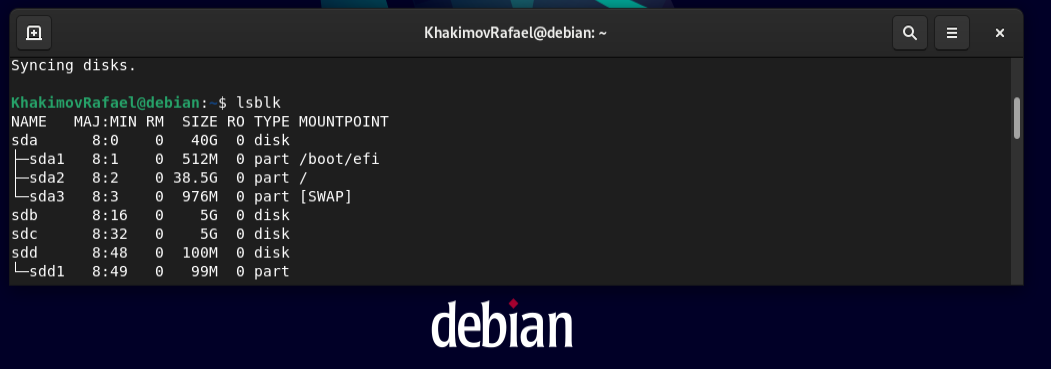 KhakimovRafael@debian: ~
Syncing disks.
KhakimovRafael@debian:~$ lsblk
NAME   MAJ:MIN RM  SIZE RO TYPE MOUNTPOINT
sda      8:0    0   40G  0 disk
├─sda1   8:1    0  512M  0 part /boot/efi
├─sda2   8:2    0 38.5G  0 part /
└─sda3   8:3    0  976M  0 part [SWAP]
sdb      8:16   0    5G  0 disk
sdc      8:32   0    5G  0 disk
sdd      8:48   0  100M  0 disk
└─sdd1   8:49   0   99M  0 part
debian